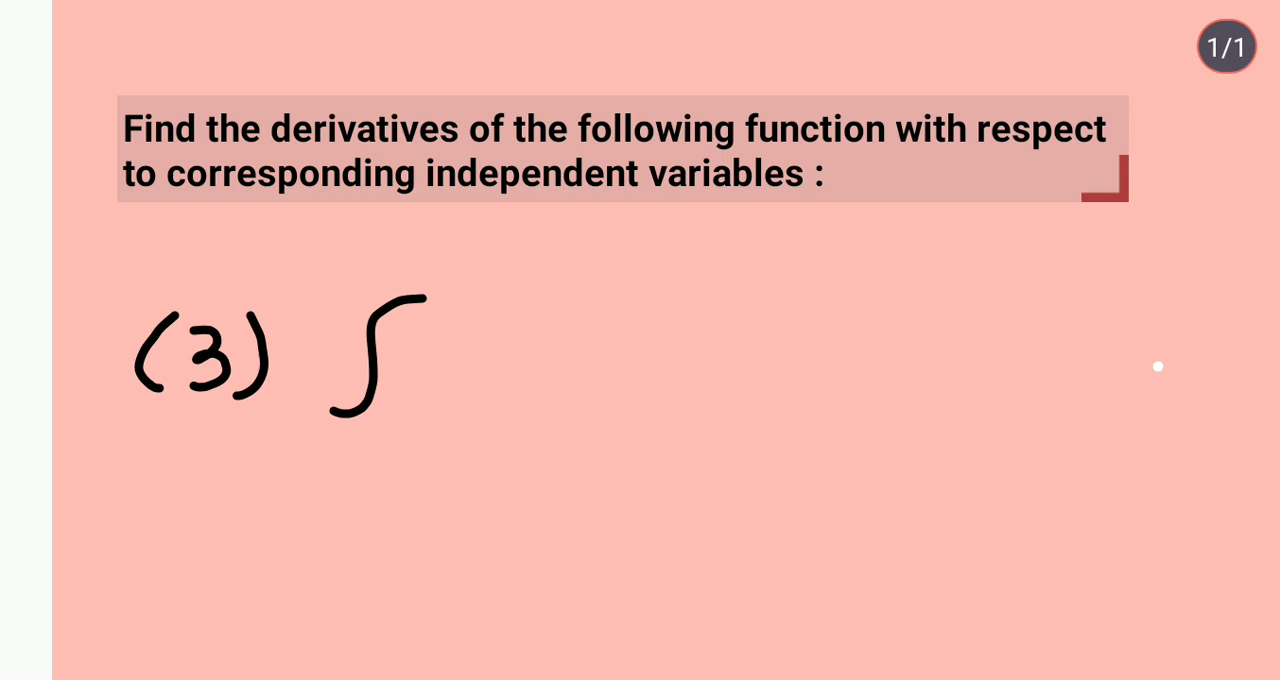 1/1
Find the derivatives of the following function with respect
to corresponding independent variables :
(3) ∫